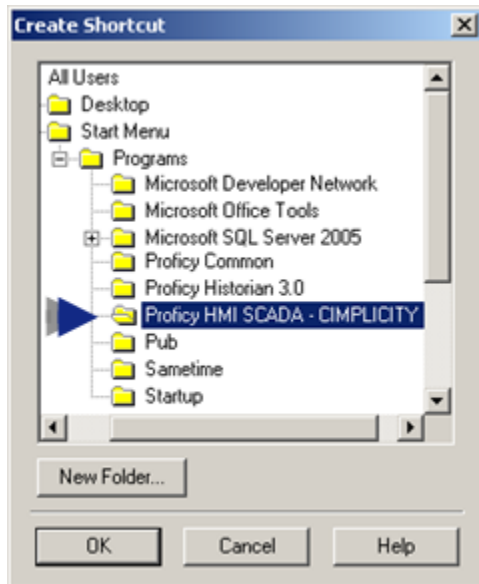 Create Shortcut
All Users
Desktop
Start Menu
Programs
Microsoft Developer Network
Microsoft Office Tools
Microsoft SQL Server 2005
Proficy Common
Proficy Historian 3.0
Proficy HMI SCADA - CIMPLICITY
Pub
Sametime
Startup
New Folder...
OK Cancel Help